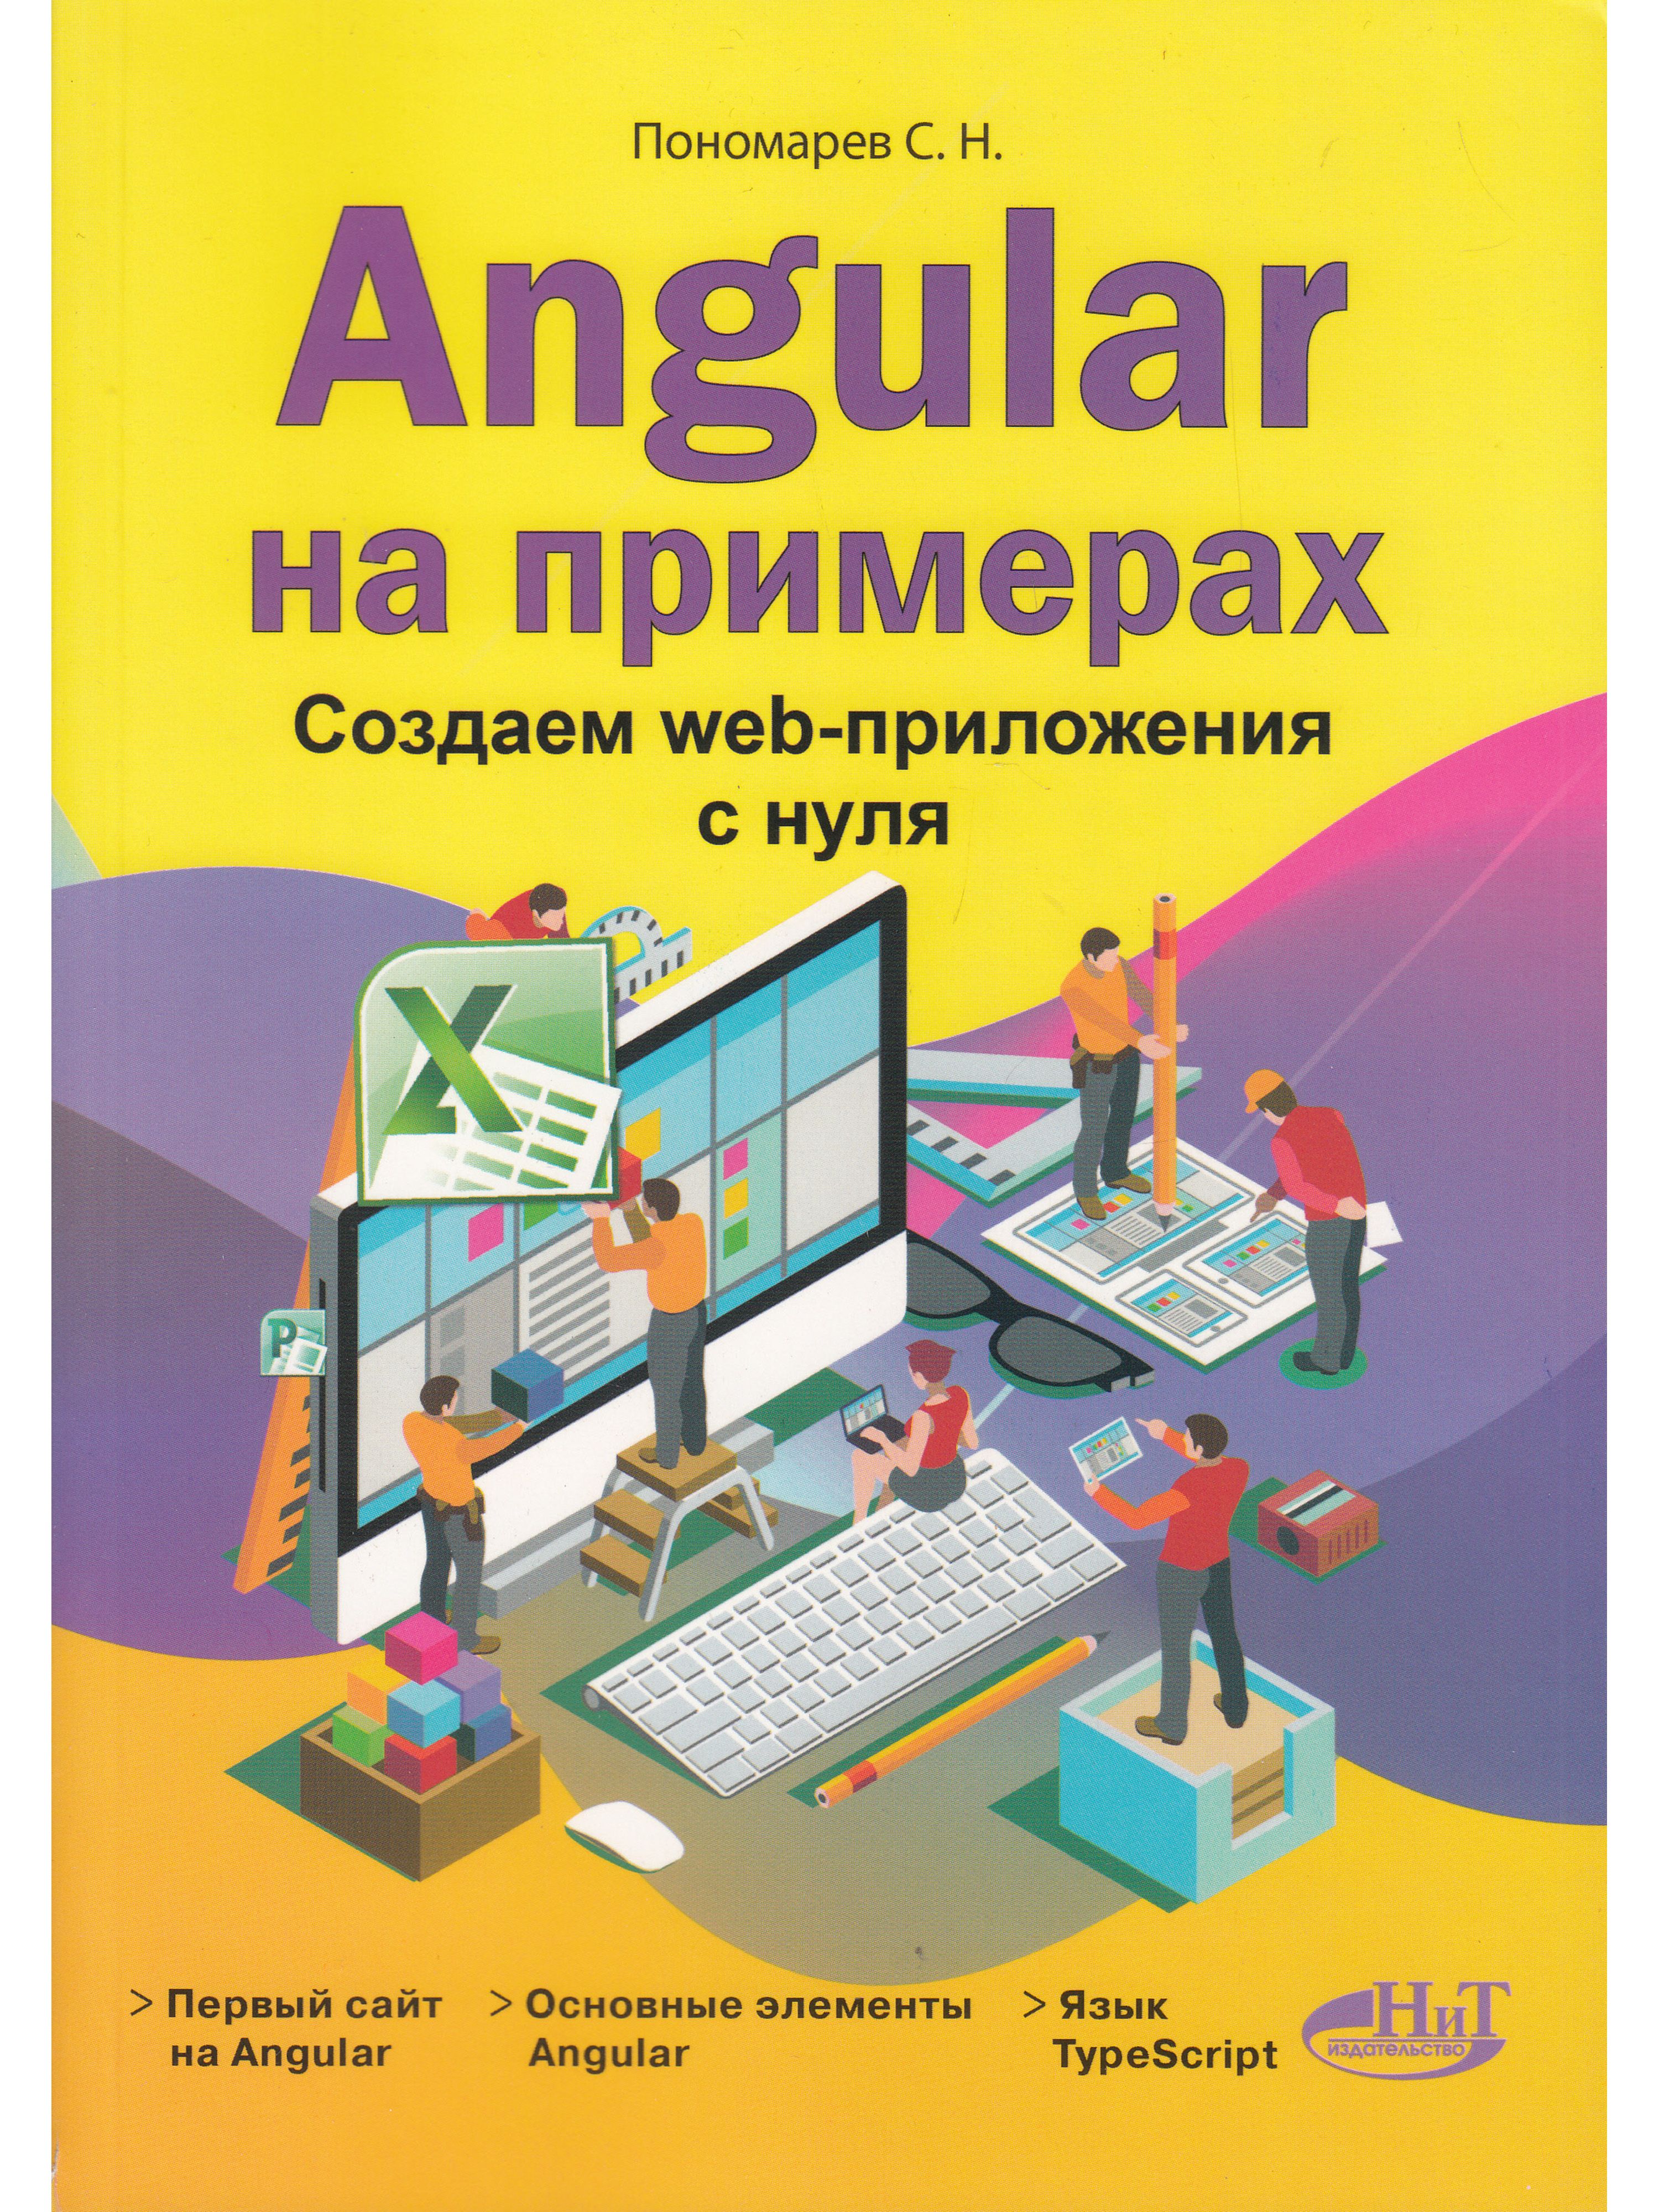 Пономарев С. Н.
Angular
на примерах
Создаем web-приложения
с нуля
X
P
> Первый сайт
на Angular
> Основные элементы
Angular
> Язык
TypeScript
НиТ
издательство